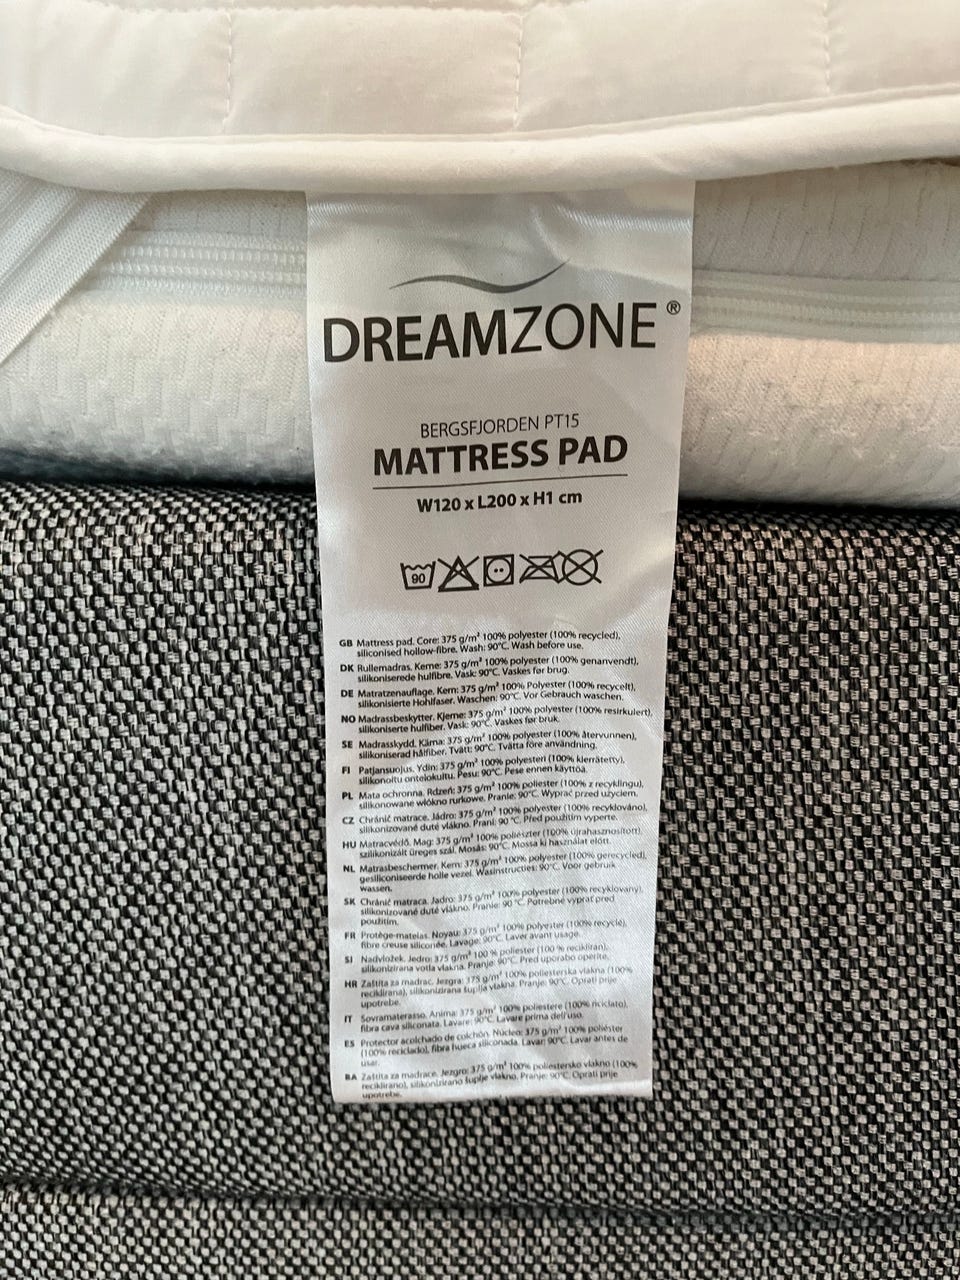 DREAMZONE®
BERGSFJORDEN PT15
MATTRESS PAD
W120 x L200 x H1 cm
90
GB Mattress pad. Core: 375 g/m² 100% polyester (100% recycled),
siliconised hollow-fibre. Wash: 90°C. Wash before use.
DK Rullemadras. Kerne: 375 g/m² 100% polyester (100% genanvendt),
silikoniserede hulfibre. Vask: 90°C. Vaskes før brug.
DE Matratzenauflage. Kern: 375 g/m² 100% Polyester (100% recycelt),
silikonisierte Hohlfaser. Waschen: 90°C. Vor Gebrauch waschen.
NO Madrassbeskytter. Kjerne: 375 g/m² 100% polyester (100% resirkulert),
silikoniserte hulfiber. Vask: 90°C. Vaskes før bruk.
SE Madrasskydd. Kärna: 375 g/m² 100% polyester (100% återvunnen),
silikoniserad hålfiber. Tvätt: 90°C. Tvätta före användning.
FI Patjansuojus. Ydin: 375 g/m² 100% polyesteri (100% kierrätetty),
silikonoitu ontelokuitu. Pesu: 90°C. Pese ennen käyttöä.
PL Mata ochronna. Rdzeń: 375 g/m² 100% poliester (100% z recyklingu),
silikonowane włókno rurkowe. Pranie: 90°C. Wyprać przed użyciem.
CZ Chránič matrace. Jádro: 375 g/m² 100% polyester (100% recyklováno),
silikonizované duté vlákno. Praní: 90 °C. Před použitím vyperte.
HU Matracvédő. Mag: 375 g/m² 100% poliészter (100% újrahasznosított),
szilikonizált üreges szál. Mosás: 90°C. Mossa ki használat előtt.
NL Matrasbeschermer. Kern: 375 g/m² 100% polyester (100% gerecycled),
gesiliconiseerde holle vezel. Wasinstructies: 90°C. Voor gebruik
wassen.
SK Chránič matraca. Jadro: 375 g/m² 100% polyester (100% recyklovaný),
silikonizované duté vlákno. Pranie: 90 °C. Potrebné vyprať pred
použitím.
FR Protège-matelas. Noyau: 375 g/m² 100% polyester (100% recyclé),
fibre creuse siliconée. Lavage: 90°C. Laver avant usage.
SI Nadvložek. Jedro: 375 g/m² 100 % poliester (100 % recikliran),
silikonizirana votla vlakna. Pranje: 90°C. Pred uporabo operite.
HR Zaštita za madrac. Jezgra: 375 g/m² 100% poliesterska vlakna (100%
reciklirana), silikonizirana šuplja vlakna. Pranje: 90°C. Oprati prije
upotrebe.
IT Sovramaterasso. Anima: 375 g/m² 100% poliestere (100% riciclato),
fibra cava siliconata. Lavare: 90°C. Lavare prima dell'uso.
ES Protector acolchado de colchón. Núcleo: 375 g/m² 100% poliéster
(100% reciclado), fibra hueca siliconada. Lavar: 90°C. Lavar antes de
usar.
BA Zaštita za madrace. Jezgro: 375 g/m² 100% poliestersko vlakno (100%
reciklirano), silikonizirano šuplje vlakno. Pranje: 90°C. Oprati prije
upotrebe.